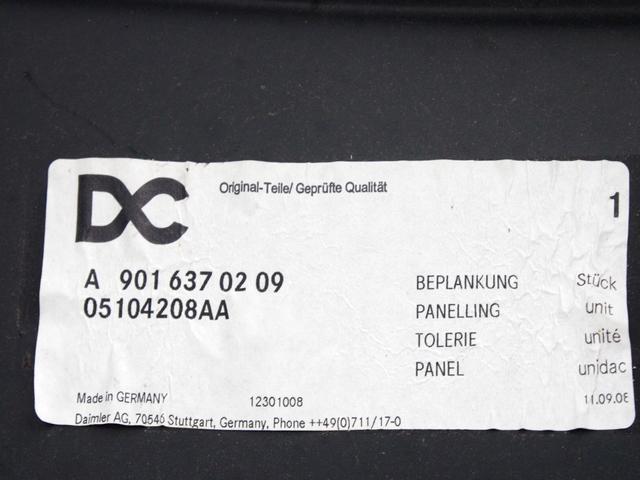 DC Original-Teile/ Geprüfte Qualität 1
A 901 637 02 09
05104208AA
BEPLANKUNG Stück
PANELLING unit
TOLERIE unité
PANEL unidad
Made in GERMANY 12301008 11.09.08
Daimler AG, 70546 Stuttgart, Germany, Phone ++49(0)711/17-0